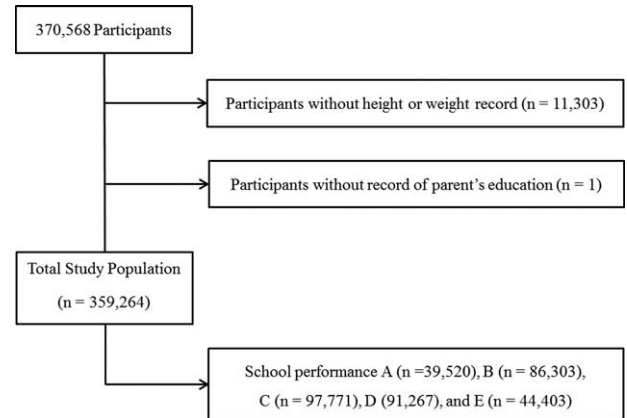 370,568 Participants
Participants without height or weight record (n = 11,303)
Participants without record of parent's education (n = 1)
Total Study Population
(n = 359,264)
School performance A (n =39,520), B (n = 86,303),
C (n = 97,771), D (91,267), and E (n = 44,403)